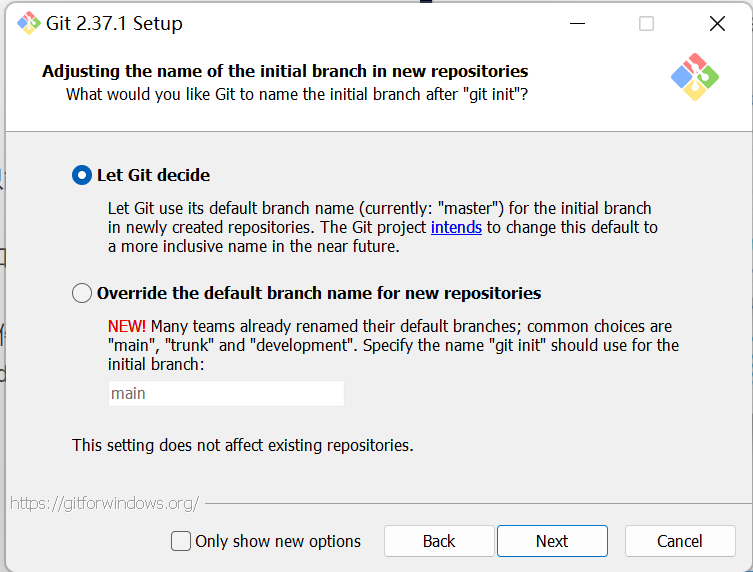 Git 2.37.1 Setup
Adjusting the name of the initial branch in new repositories
What would you like Git to name the initial branch after "git init"?
Let Git decide
Let Git use its default branch name (currently: "master") for the initial branch
in newly created repositories. The Git project intends to change this default to
a more inclusive name in the near future.
Override the default branch name for new repositories
NEW! Many teams already renamed their default branches; common choices are
"main", "trunk" and "development". Specify the name "git init" should use for the
initial branch:
main
This setting does not affect existing repositories.
https://gitforwindows.org/
Only show new options
Back
Next
Cancel